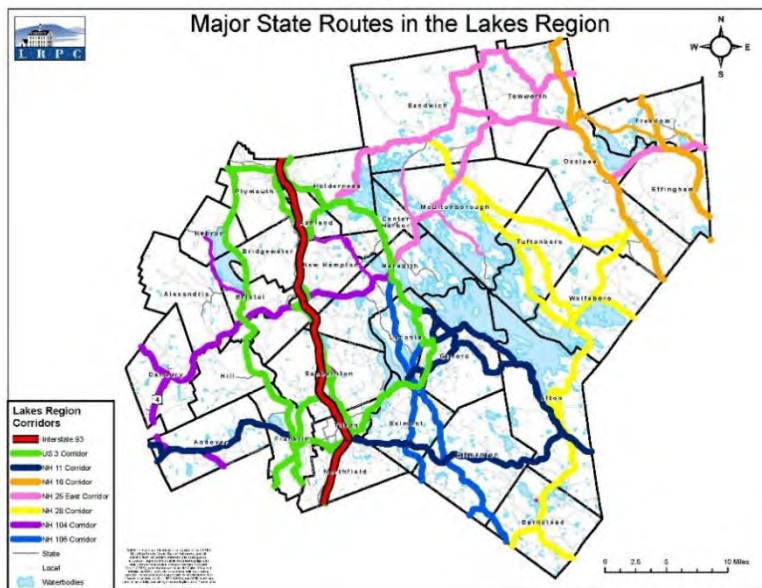 Major State Routes in the Lakes Region
LRPC
N
W E
S
Sandwich
Tamworth
Freedom
Ossipee
Effingham
Plymouth
Holderness
Ashland
Moultonborough
Center
Harbor
Hebron
Bridgewater
New Hampton
Meredith
Tuftonboro
Alexandria
Bristol
Wolfeboro
Laconia
Gilford
Danbury
Hill
Sanbornton
Alton
4
Andover
Franklin
Tilton
Belmont
Gilmanton
Northfield
Barnstead
Lakes Region
Corridors
Interstate 93
US 3 Corridor
NH 11 Corridor
NH 16 Corridor
NH 25 East Corridor
NH 28 Corridor
NH 104 Corridor
NH 106 Corridor
State
Local
Waterbodies
0 2.5 5 10 Miles